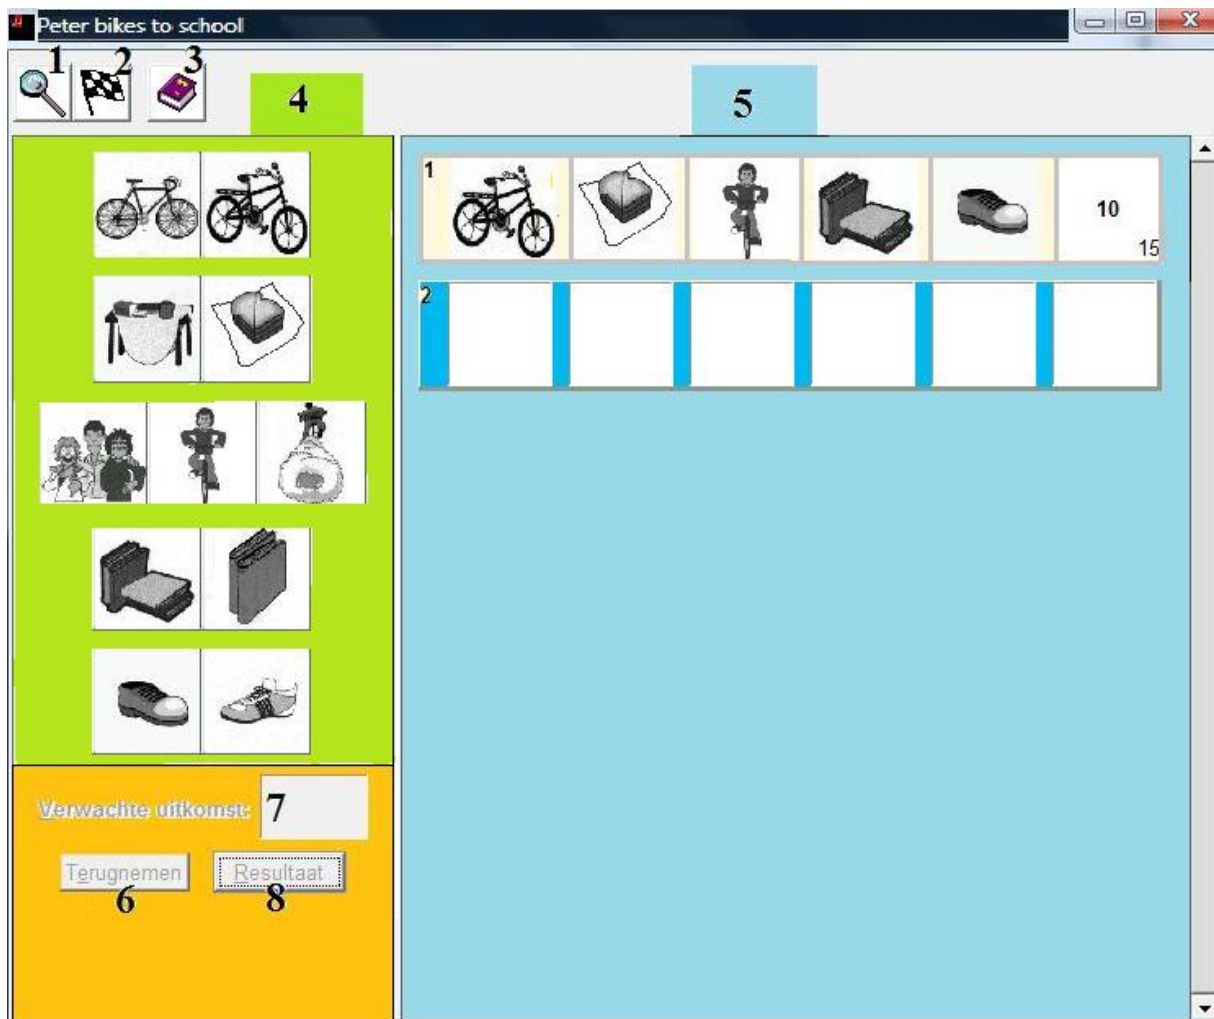 Peter bikes to school
1 2 3
4
5
1
10
15
2
Verwachte uitkomst:
7
Terugnemen
Resultaat
6
8